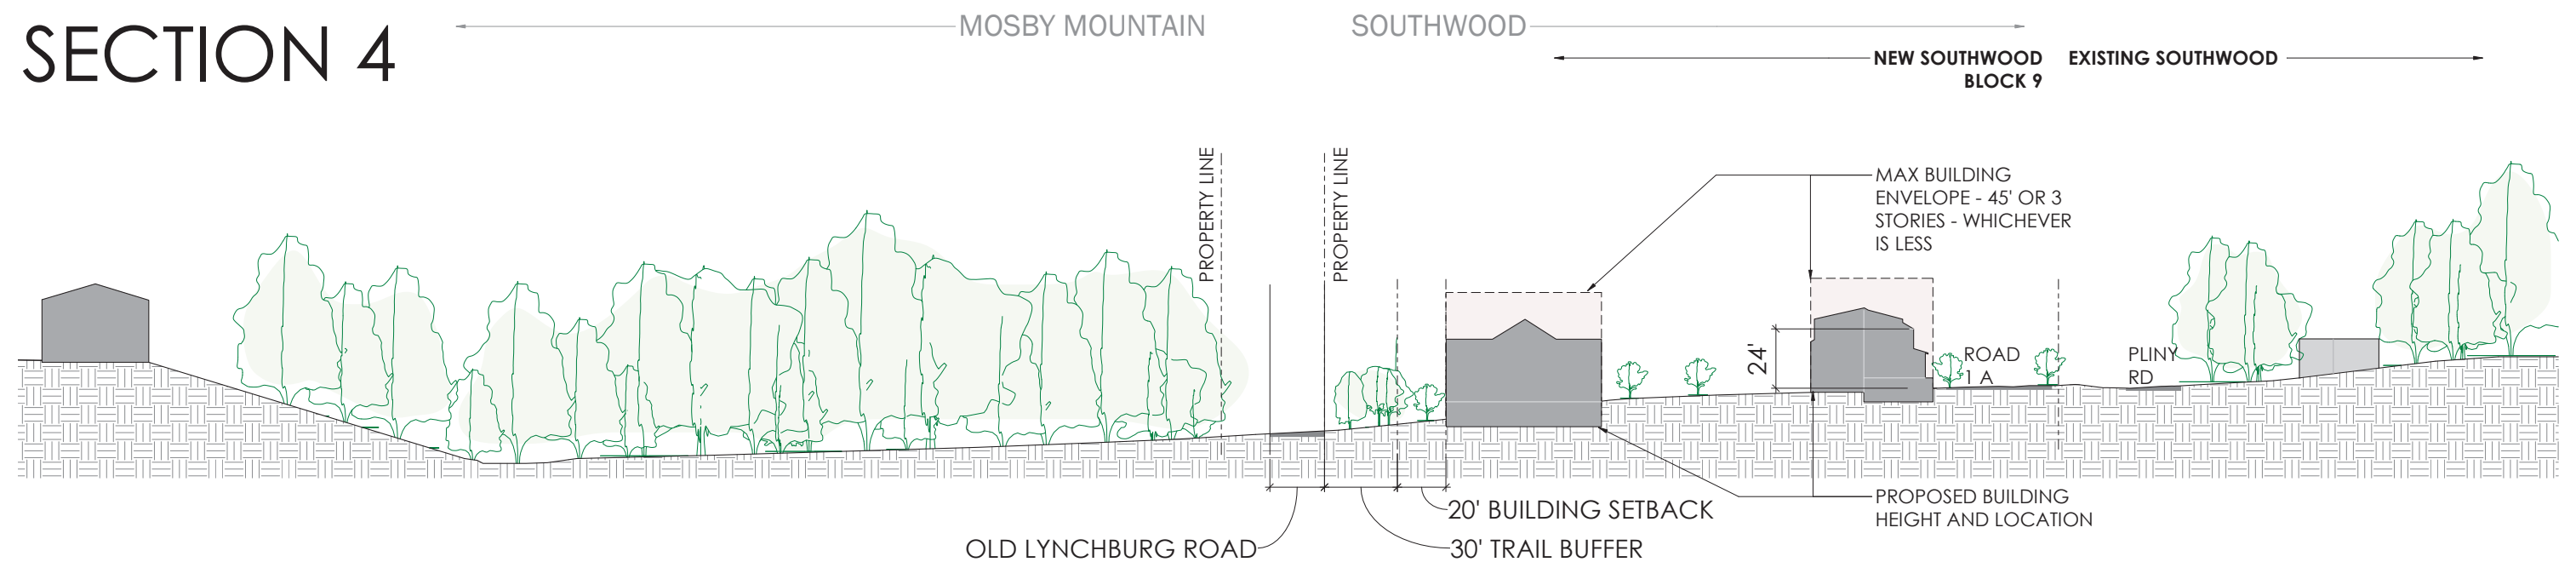 SECTION 4
MOSBY MOUNTAIN
SOUTHWOOD
NEW SOUTHWOOD
BLOCK 9
EXISTING SOUTHWOOD
PROPERTY LINE
PROPERTY LINE
MAX BUILDING
ENVELOPE - 45' OR 3
STORIES - WHICHEVER
IS LESS
24'
ROAD
1 A
PLINY
RD
20' BUILDING SETBACK
PROPOSED BUILDING
HEIGHT AND LOCATION
OLD LYNCHBURG ROAD
30' TRAIL BUFFER